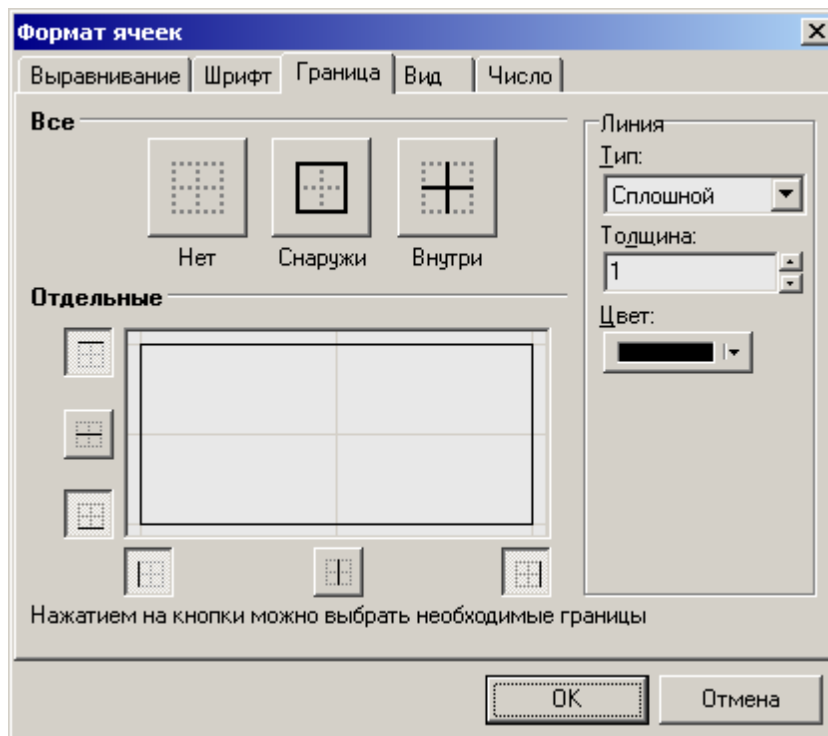 Формат ячеек
Выравнивание Шрифт Граница Вид Число
Все
Нет Снаружи Внутри
Отдельные
Линия
Тип:
Сплошной
Толщина:
1
Цвет:
Нажатием на кнопки можно выбрать необходимые границы
OK Отмена